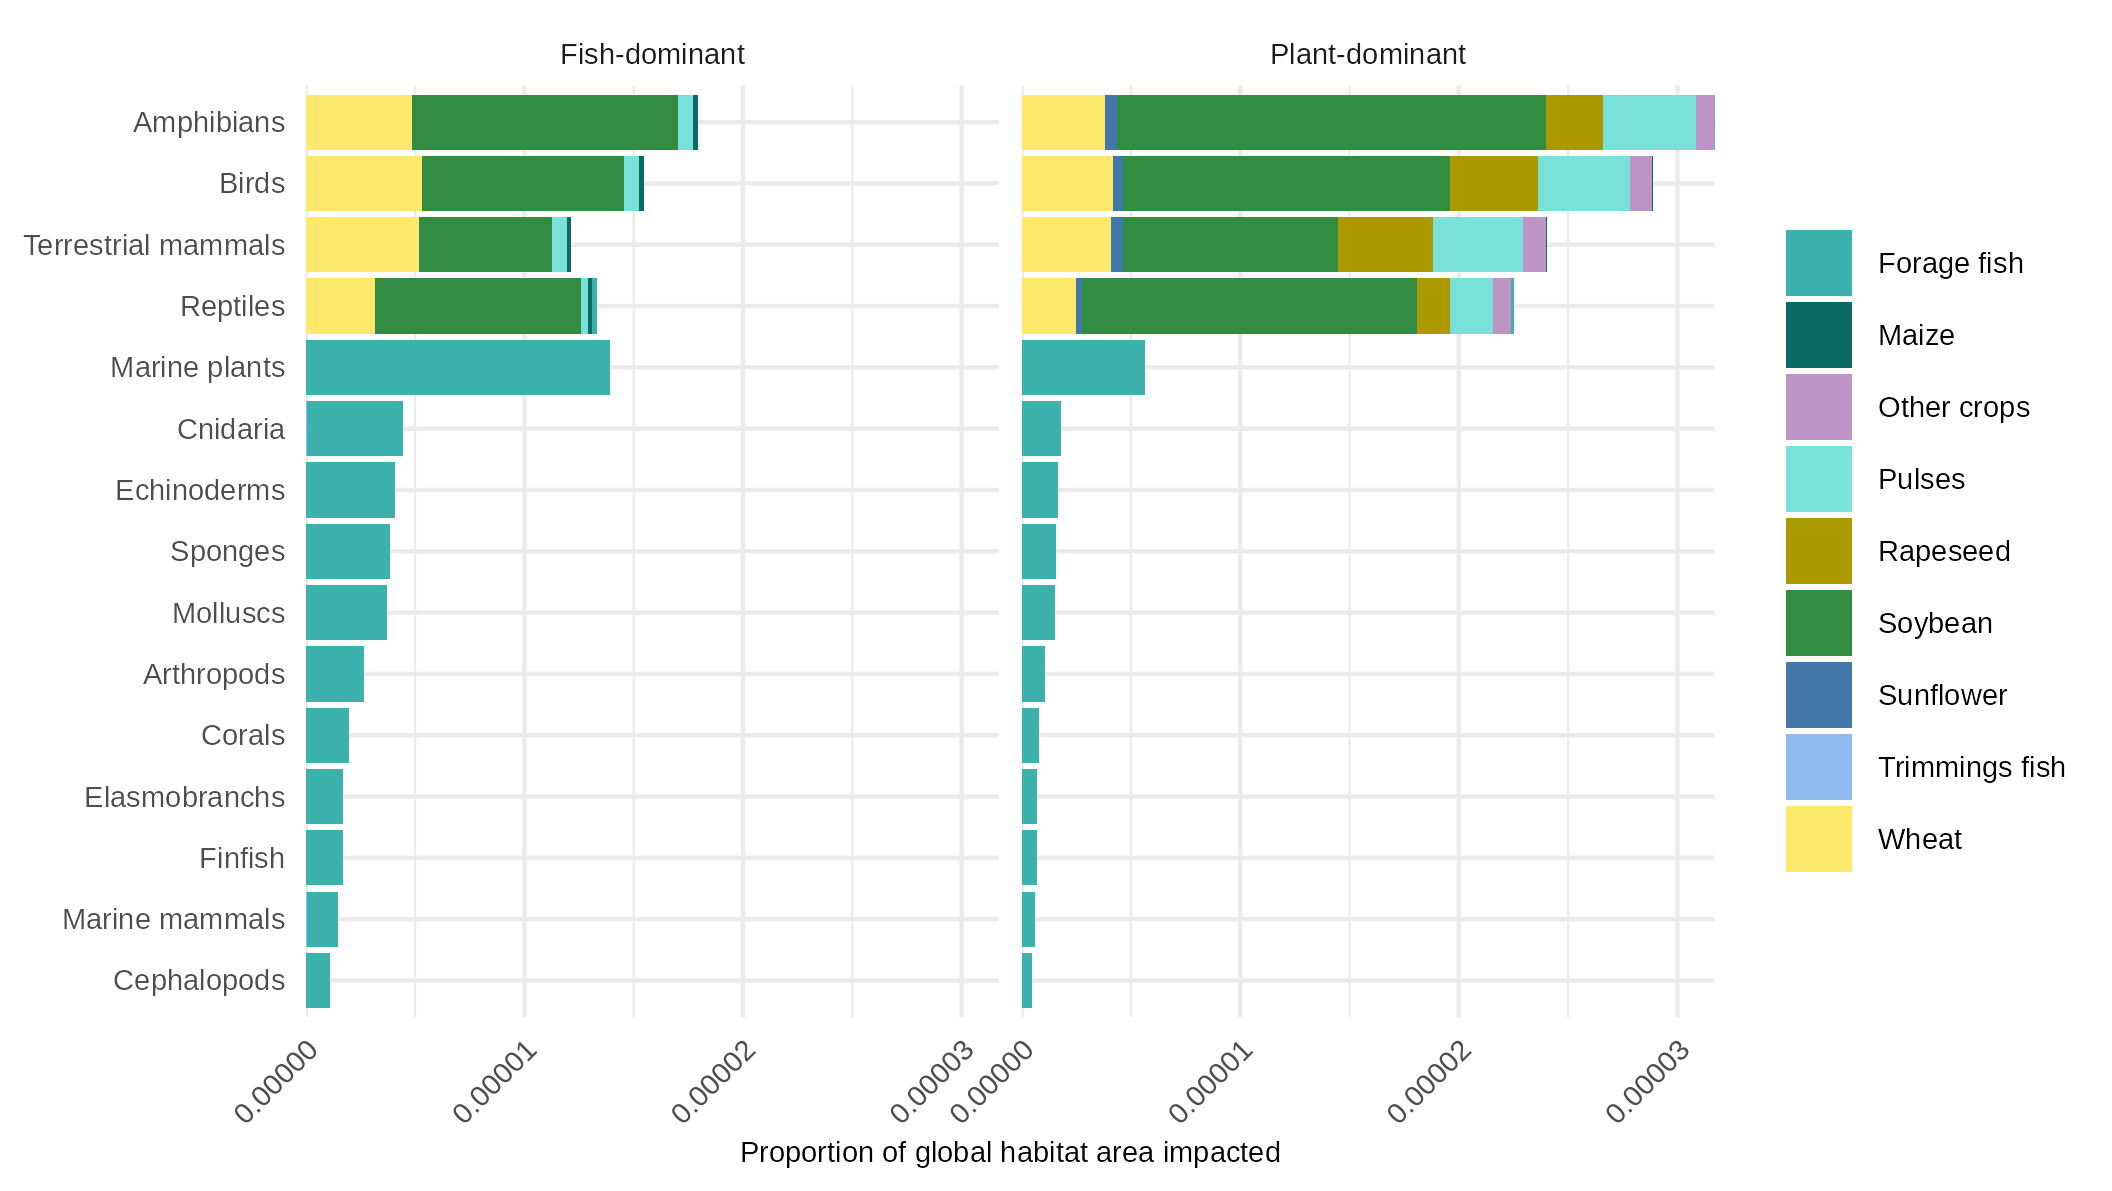 Fish-dominant
Plant-dominant
Amphibians
Birds
Terrestrial mammals
Reptiles
Marine plants
Cnidaria
Echinoderms
Sponges
Molluscs
Arthropods
Corals
Elasmobranchs
Finfish
Marine mammals
Cephalopods
0.00000
0.00001
0.00002
0.00003
0.00000
0.00001
0.00002
0.00003
Proportion of global habitat area impacted
Forage fish
Maize
Other crops
Pulses
Rapeseed
Soybean
Sunflower
Trimmings fish
Wheat